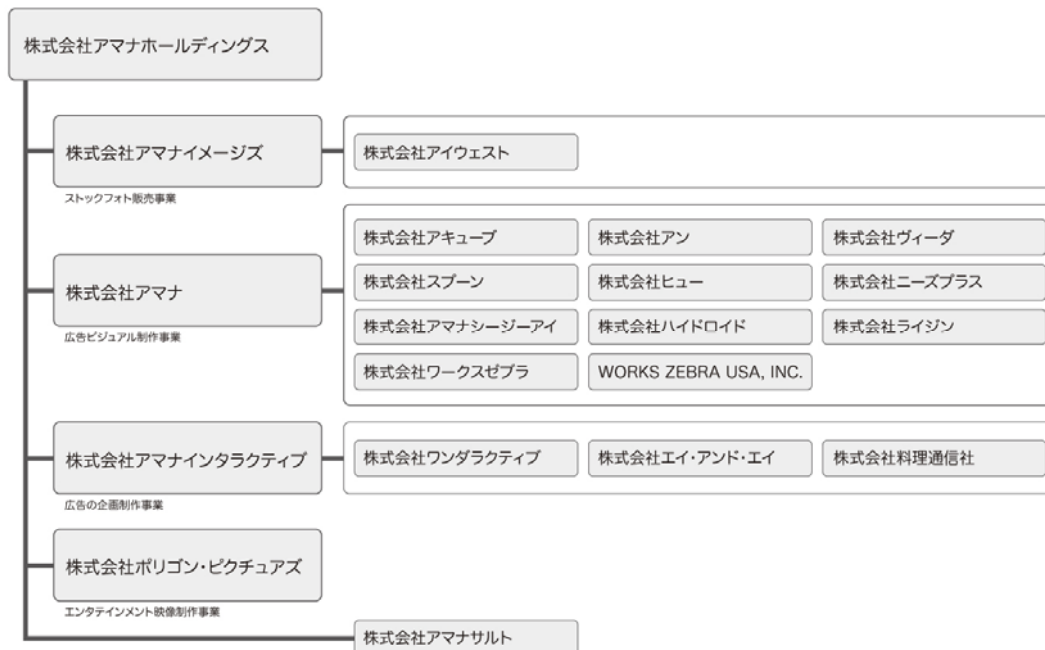 株式会社アマナホールディングス
株式会社アマナイメージズ
株式会社アイウェスト
ストックフォト販売事業
株式会社アキューブ
株式会社アン
株式会社ヴィーダ
株式会社アマナ
株式会社スプーン
株式会社ヒュー
株式会社ニーズプラス
広告ビジュアル制作事業
株式会社アマナシージーアイ
株式会社ハイドロイド
株式会社ライジン
株式会社ワークスゼブラ
WORKS ZEBRA USA, INC.
株式会社アマナインタラクティブ
株式会社ワンダラクティブ
株式会社エイ・アンド・エイ
株式会社料理通信社
広告の企画制作事業
株式会社ポリゴン・ピクチュアズ
エンタテインメント映像制作事業
株式会社アマナサルト